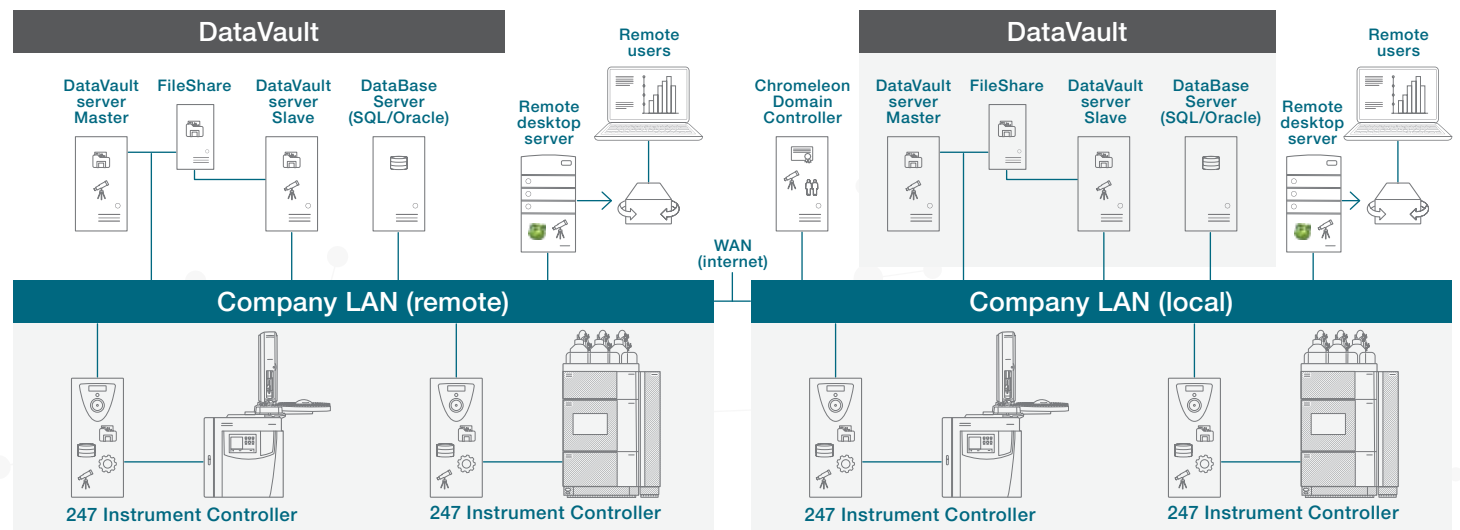 DataVault
DataVault
server
Master
FileShare
DataVault
server
Slave
DataBase
Server
(SQL/Oracle)
Remote
desktop
server
Remote
users
WAN
(internet)
Chromeleon
Domain
Controller
DataVault
DataVault
server
Master
FileShare
DataVault
server
Slave
DataBase
Server
(SQL/Oracle)
Remote
desktop
server
Remote
users
Company LAN (remote)
Company LAN (local)
247 Instrument Controller
247 Instrument Controller
247 Instrument Controller
247 Instrument Controller